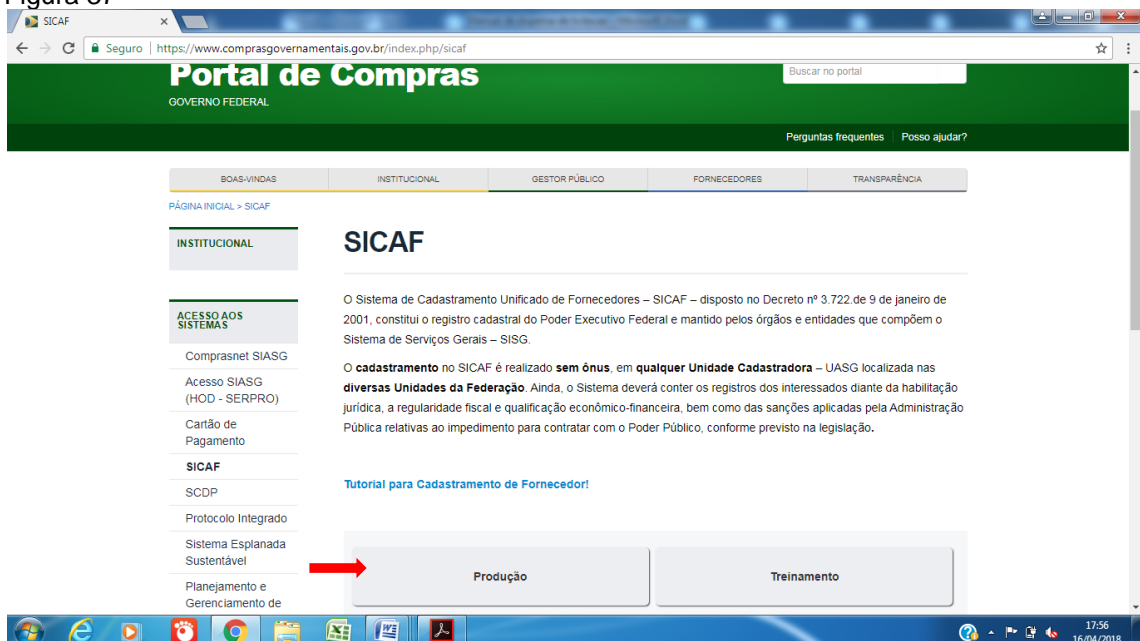 SICAF
Seguro
https://www.comprasgovernamentais.gov.br/index.php/sicaf
Portal de Compras
GOVERNO FEDERAL
Buscar no portal
Perguntas frequentes
Posso ajudar?
BOAS-VINDAS
INSTITUCIONAL
GESTOR PÚBLICO
FORNECEDORES
TRANSPARÊNCIA
PÁGINA INICIAL > SICAF
INSTITUCIONAL
ACESSO AOS
SISTEMAS
Comprasnet SIASG
Acesso SIASG
(HOD - SERPRO)
Cartão de
Pagamento
SICAF
SCDP
Protocolo Integrado
Sistema Esplanada
Sustentável
Planejamento e
Gerenciamento de
SICAF
O Sistema de Cadastramento Unificado de Fornecedores – SICAF – disposto no Decreto nº 3.722.de 9 de janeiro de
2001, constitui o registro cadastral do Poder Executivo Federal e mantido pelos órgãos e entidades que compõem o
Sistema de Serviços Gerais – SISG.
O cadastramento no SICAF é realizado sem ônus, em qualquer Unidade Cadastradora – UASG localizada nas
diversas Unidades da Federação. Ainda, o Sistema deverá conter os registros dos interessados diante da habilitação
jurídica, a regularidade fiscal e qualificação econômico-financeira, bem como das sanções aplicadas pela Administração
Pública relativas ao impedimento para contratar com o Poder Público, conforme previsto na legislação.
Tutorial para Cadastramento de Fornecedor!
Produção
Treinamento
17:56
16/04/2018